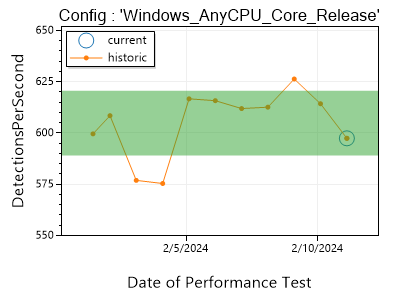 Config : 'Windows_AnyCPU_Core_Release'
650
current
historic
625
600
575
550
DetectionsPerSecond
2/5/2024
2/10/2024
Date of Performance Test